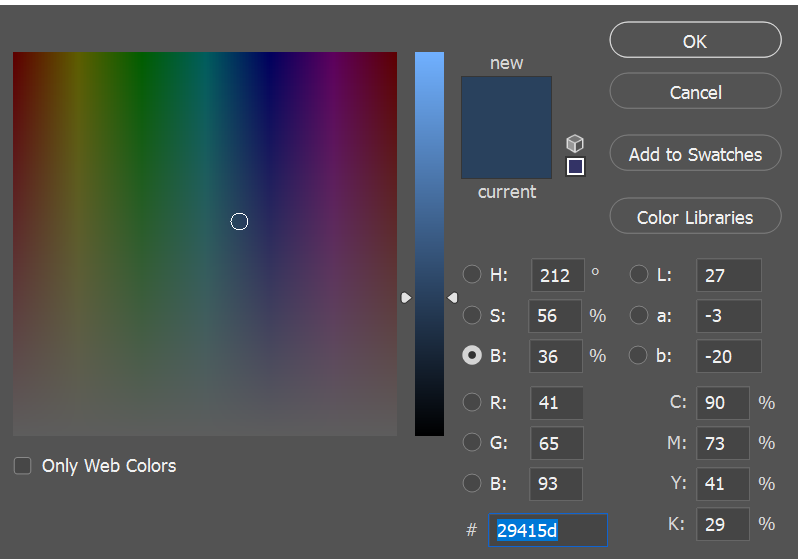 OK
new
Cancel
Add to Swatches
current
Color Libraries
H: 212 °
L: 27
S: 56 %
a: -3
B: 36 %
b: -20
R: 41
C: 90 %
G: 65
M: 73 %
B: 93
Y: 41 %
Only Web Colors
# 29415d
K: 29 %